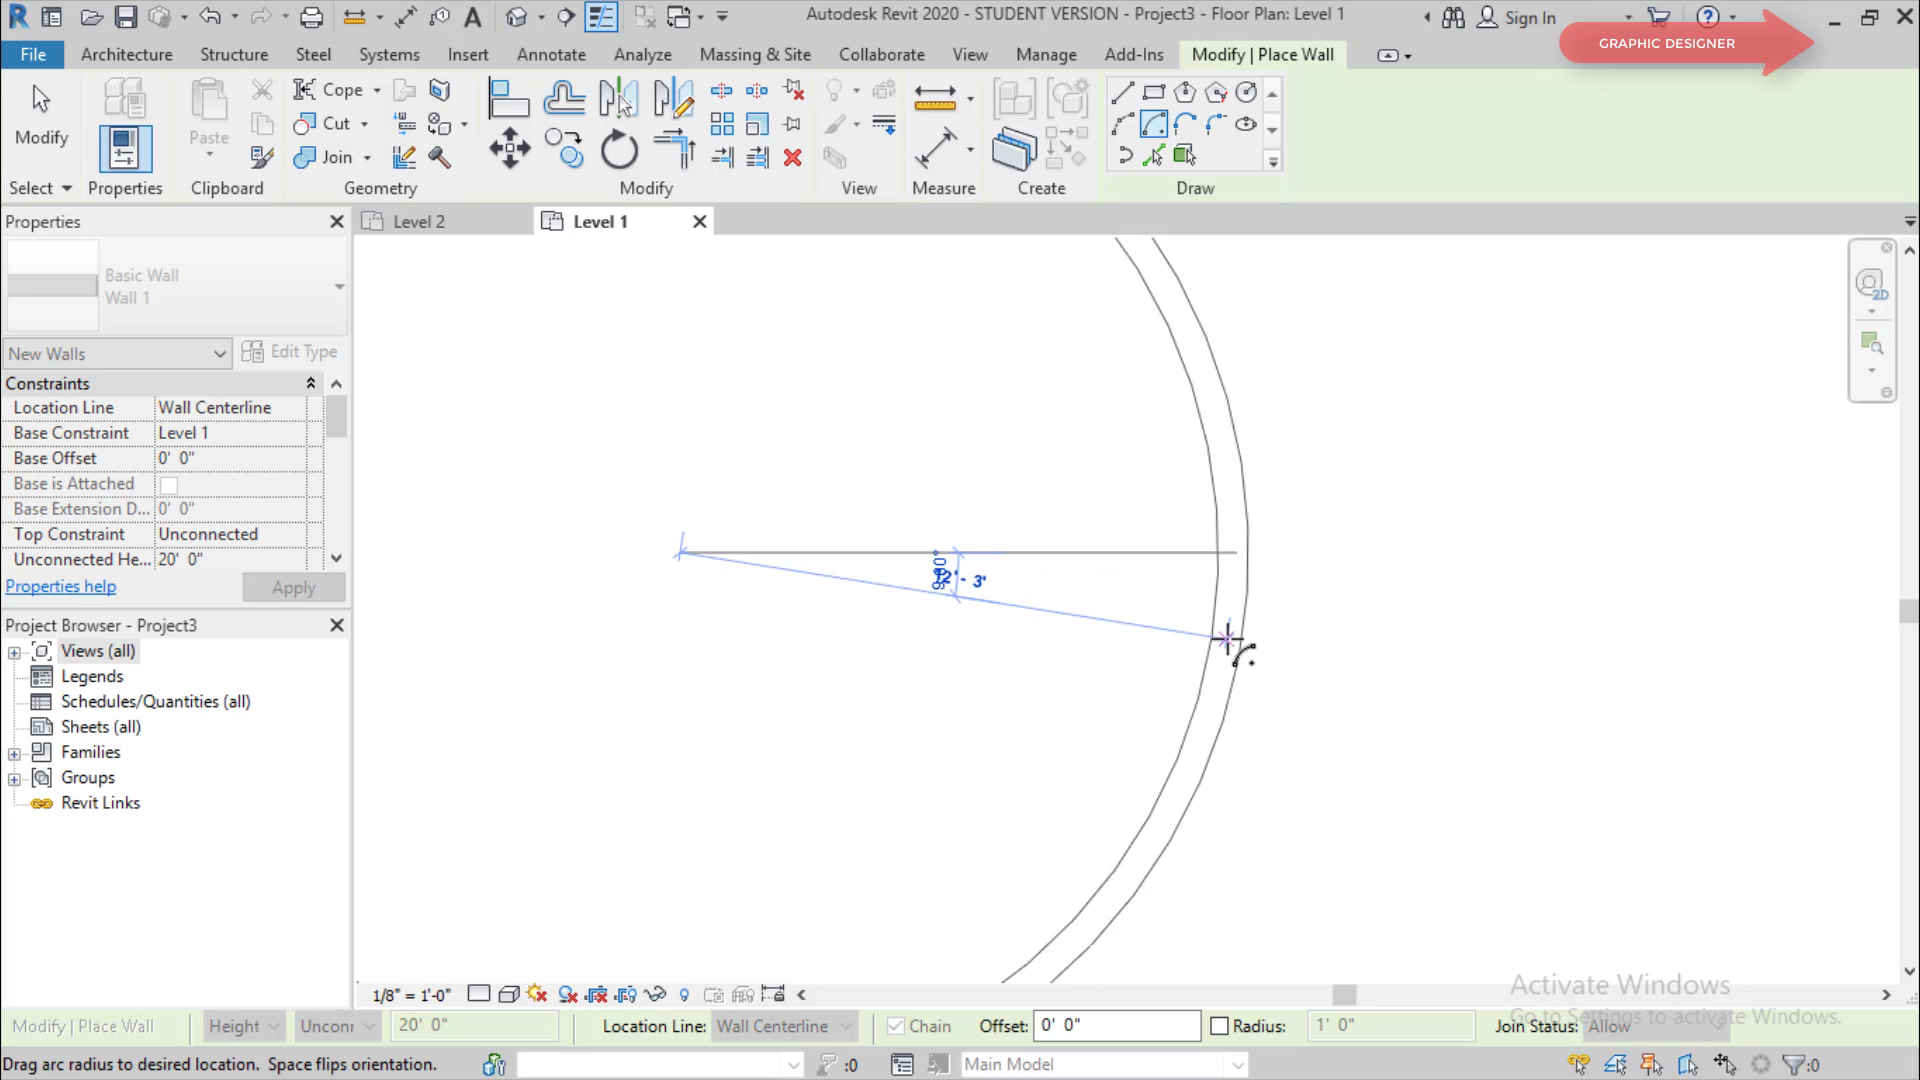 Autodesk Revit 2020 - STUDENT VERSION - Project3 - Floor Plan: Level 1
Sign In
GRAPHIC DESIGNER
File Architecture Structure Steel Systems Insert Annotate Analyze Massing & Site Collaborate View Manage Add-Ins Modify | Place Wall
Modify
Paste
Cope
Cut
Join
Select Properties Clipboard Geometry Modify View Measure Create Draw
Properties
Level 2
Level 1
Basic Wall
Wall 1
New Walls
Edit Type
Constraints
Location Line Wall Centerline
Base Constraint Level 1
Base Offset 0' 0"
Base is Attached
Base Extension D... 0' 0"
Top Constraint Unconnected
Unconnected He... 20' 0"
Properties help
Apply
Project Browser - Project3
Views (all)
Legends
Schedules/Quantities (all)
Sheets (all)
Families
Groups
Revit Links
12' - 3'
2D
1/8" = 1'-0"
Activate Windows
Go to Settings to activate Windows.
Modify | Place Wall Height Unconr 20' 0" Location Line: Wall Centerline Chain Offset: 0' 0" Radius: 1' 0" Join Status: Allow
Drag arc radius to desired location. Space flips orientation. :0 Main Model :0